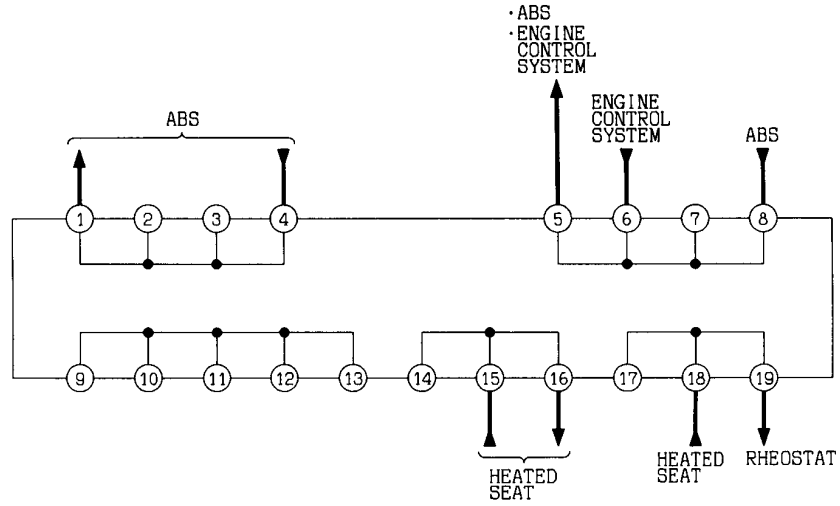 ·ABS
·ENGINE
CONTROL
SYSTEM
ENGINE
CONTROL
SYSTEM
ABS
ABS
1 2 3 4 5 6 7 8
9 10 11 12 13 14 15 16 17 18 19
HEATED
SEAT
HEATED
SEAT
RHEOSTAT